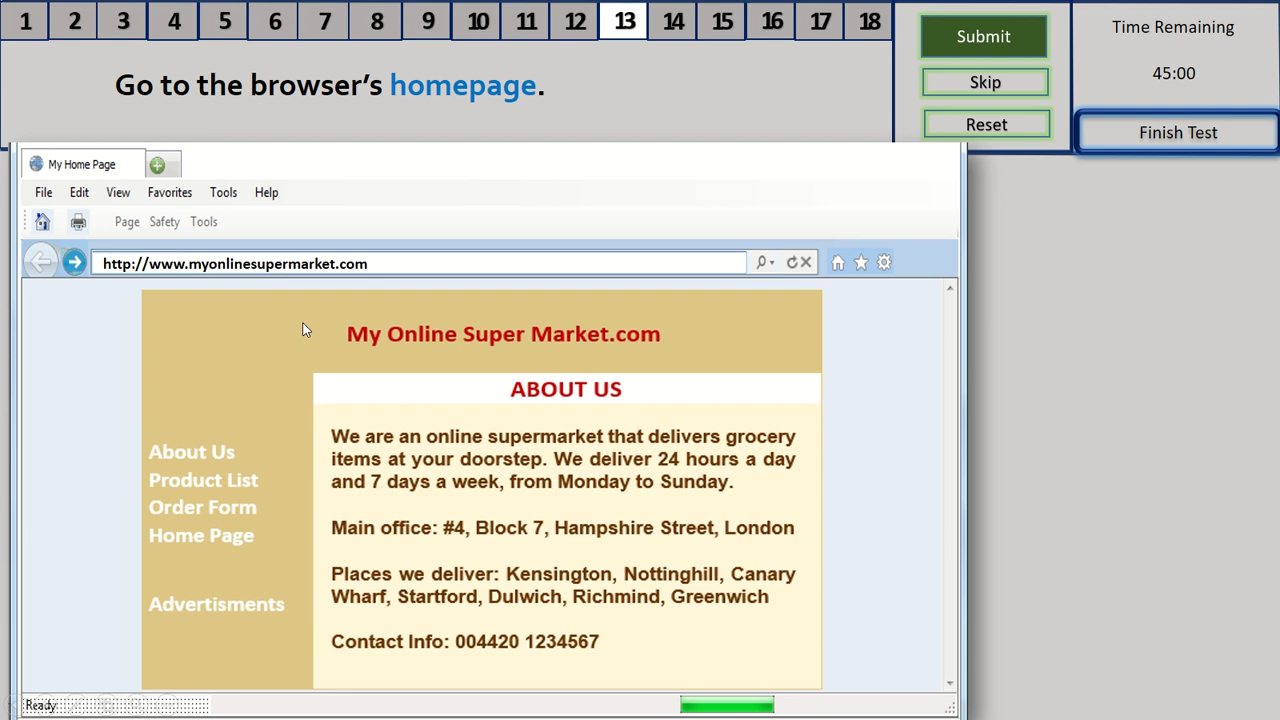 1 2 3 4 5 6 7 8 9 10 11 12 13 14 15 16 17 18
Submit
Skip
Reset
Time Remaining
45:00
Finish Test
Go to the browser's homepage.
My Home Page
File Edit View Favorites Tools Help
Page Safety Tools
http://www.myonlinesupermarket.com
My Online Super Market.com
About Us
Product List
Order Form
Home Page
Advertisments
ABOUT US
We are an online supermarket that delivers grocery
items at your doorstep. We deliver 24 hours a day
and 7 days a week, from Monday to Sunday.
Main office: #4, Block 7, Hampshire Street, London
Places we deliver: Kensington, Nottinghill, Canary
Wharf, Startford, Dulwich, Richmind, Greenwich
Contact Info: 004420 1234567
Ready